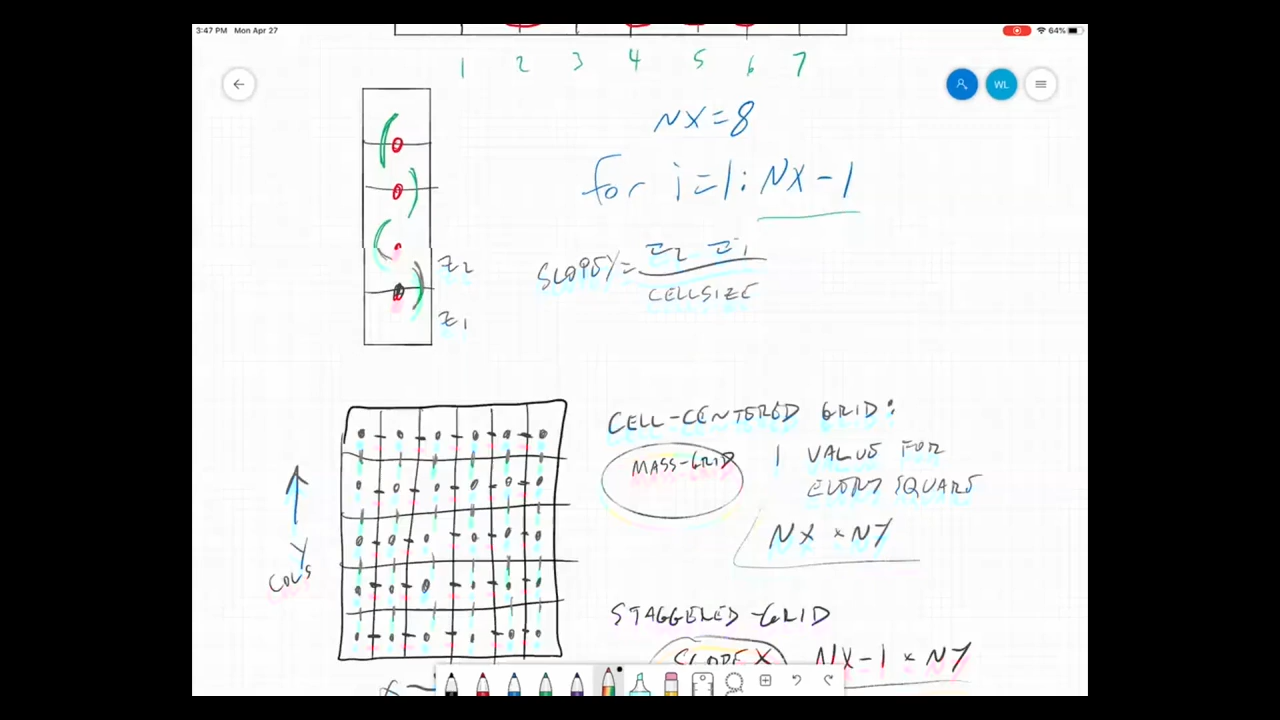 3:47 PM Mon Apr 27
64%
1 2 3 4 5 6 7
WL
NX=8
for i=1:NX-1
Z2
Z1
SLOPEY= Z2 - Z1
CELLSIZE
CELL-CENTERED GRID:
MASS-GRID
1 VALUE FOR
EVERY SQUARE
NX * NY
Y
COLS
STAGGERED-GRID
SLOPEX NX-1 * NY
X